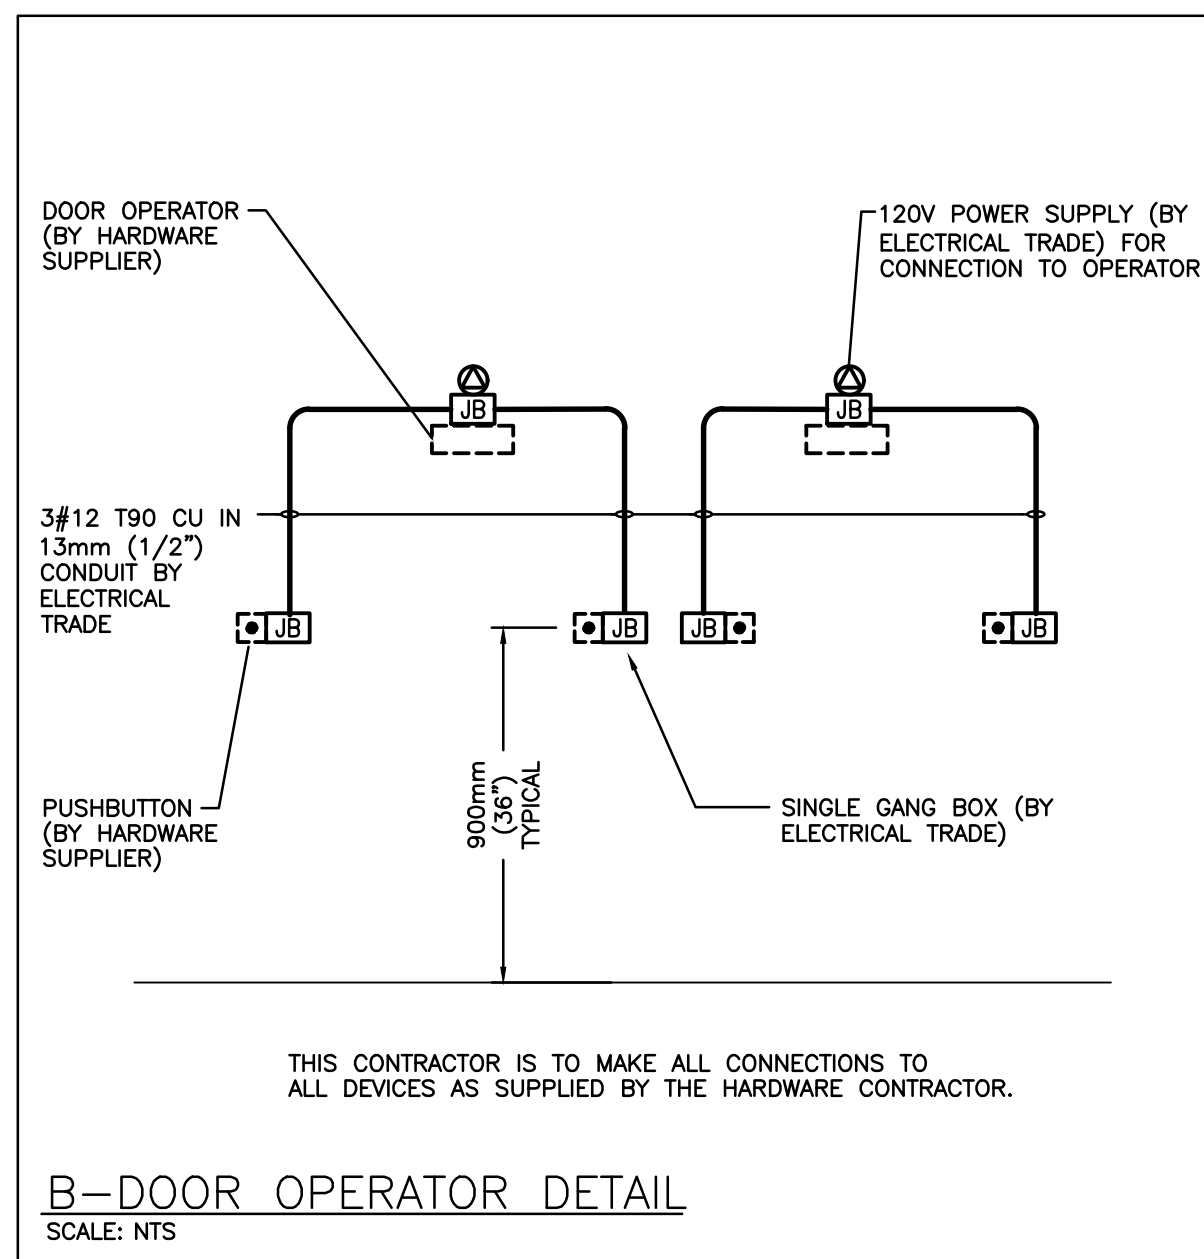 DOOR OPERATOR
(BY HARDWARE
SUPPLIER)
120V POWER SUPPLY (BY
ELECTRICAL TRADE) FOR
CONNECTION TO OPERATOR
JB
JB
3#12 T90 CU IN
13mm (1/2")
CONDUIT BY
ELECTRICAL
TRADE
JB
JB
JB
JB
900mm
(36")
TYPICAL
PUSHBUTTON
(BY HARDWARE
SUPPLIER)
SINGLE GANG BOX (BY
ELECTRICAL TRADE)
THIS CONTRACTOR IS TO MAKE ALL CONNECTIONS TO
ALL DEVICES AS SUPPLIED BY THE HARDWARE CONTRACTOR.
B-DOOR OPERATOR DETAIL
SCALE: NTS